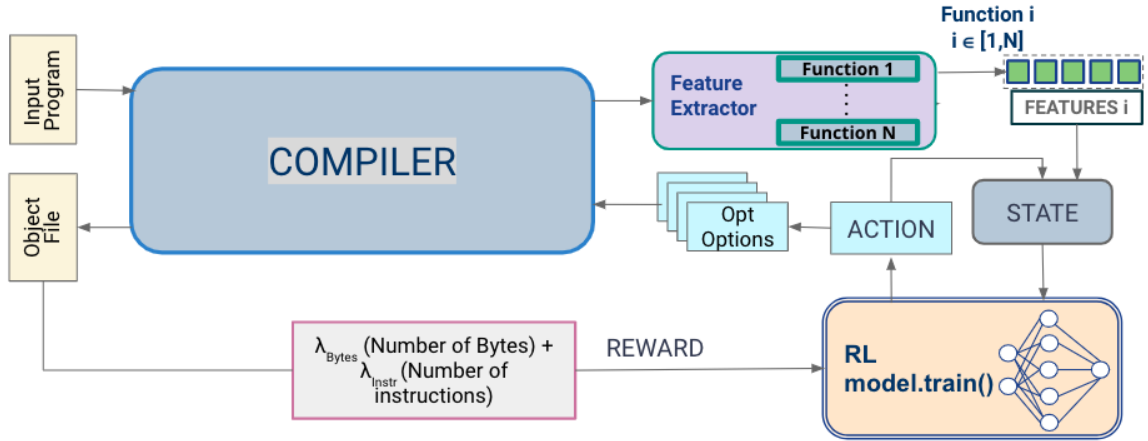 Input
Program
COMPILER
Feature
Extractor
Function 1
Function N
Function i
i ∈ [1,N]
FEATURES i
Object
File
Opt
Options
ACTION
STATE
λBytes (Number of Bytes) +
λInstr (Number of
instructions)
REWARD
RL
model.train()